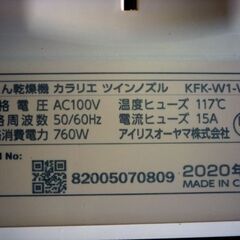 ん乾燥機 カラリエ ツインノズル KFK-W1-
格 電圧 AC100V 温度ヒューズ 117℃
格周波数 50/60Hz 電流ヒューズ 15A
格消費電力 760W アイリスオーヤマ株式会社
al No:
82005070809
2020年
MADE IN C